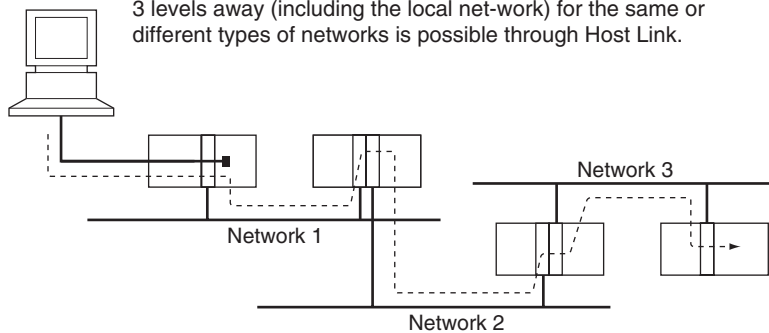 3 levels away (including the local net-work) for the same or
different types of networks is possible through Host Link.
Network 3
Network 1
Network 2